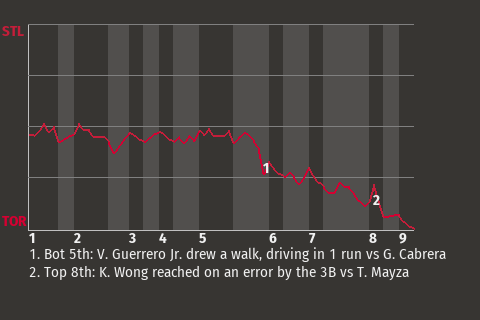 STL
1
2
TOR
1 2 3 4 5 6 7 8 9
1. Bot 5th: V. Guerrero Jr. drew a walk, driving in 1 run vs G. Cabrera
2. Top 8th: K. Wong reached on an error by the 3B vs T. Mayza